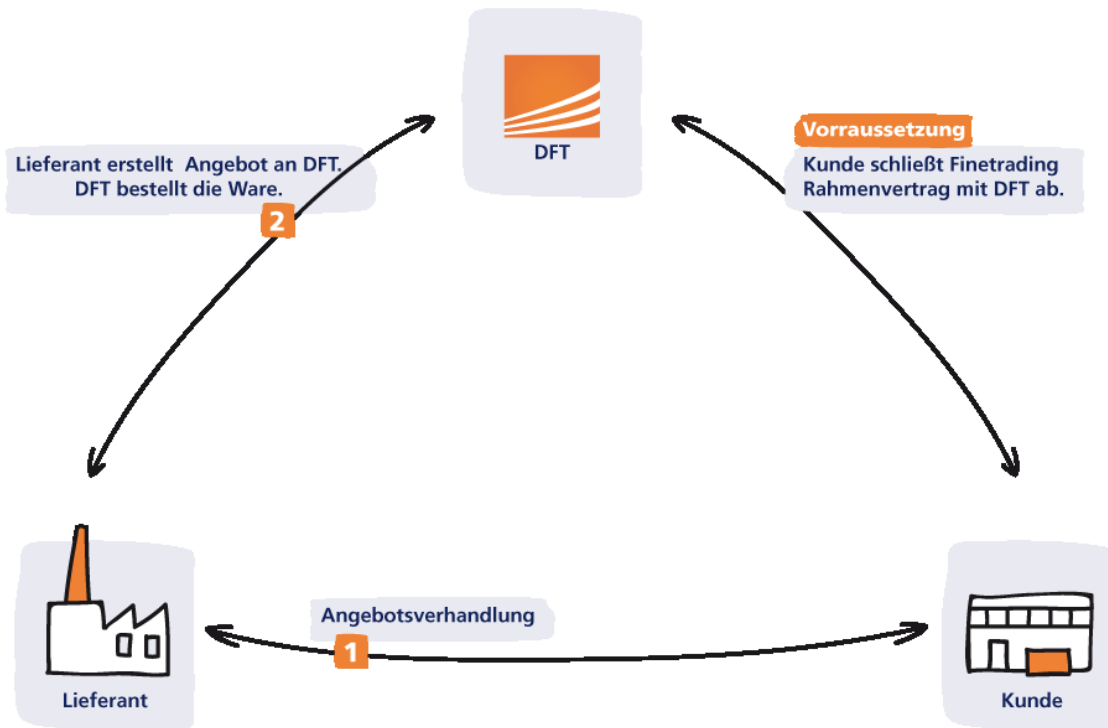 DFT
Vorraussetzung
Kunde schließt Finetrading
Rahmenvertrag mit DFT ab.
Lieferant erstellt Angebot an DFT.
DFT bestellt die Ware.
2
Angebotsverhandlung
1
Lieferant
Kunde